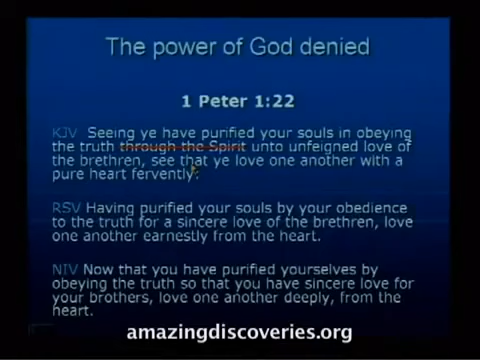 The power of God denied
1 Peter 1:22
KJV Seeing ye have purified your souls in obeying
the truth through the Spirit unto unfeigned love of
the brethren, see that ye love one another with a
pure heart fervently:
RSV Having purified your souls by your obedience
to the truth for a sincere love of the brethren, love
one another earnestly from the heart.
NIV Now that you have purified yourselves by
obeying the truth so that you have sincere love for
your brothers, love one another deeply, from the
heart.
amazingdiscoveries.org